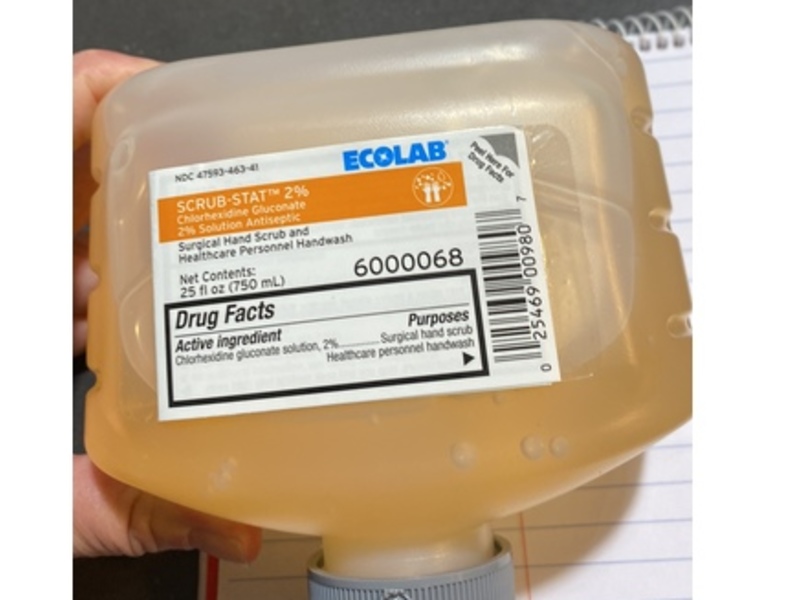 NDC 47593-463-41
ECOLAB®
Peel Here For
Drug Facts
SCRUB-STAT™ 2%
Chlorhexidine Gluconate
2% Solution Antiseptic
Surgical Hand Scrub and
Healthcare Personnel Handwash
Net Contents:
25 fl oz (750 mL)
6000068
Drug Facts
Active ingredient Purposes
Chlorhexidine gluconate solution, 2%..................Surgical hand scrub
Healthcare personnel handwash
0 25469 00980 7